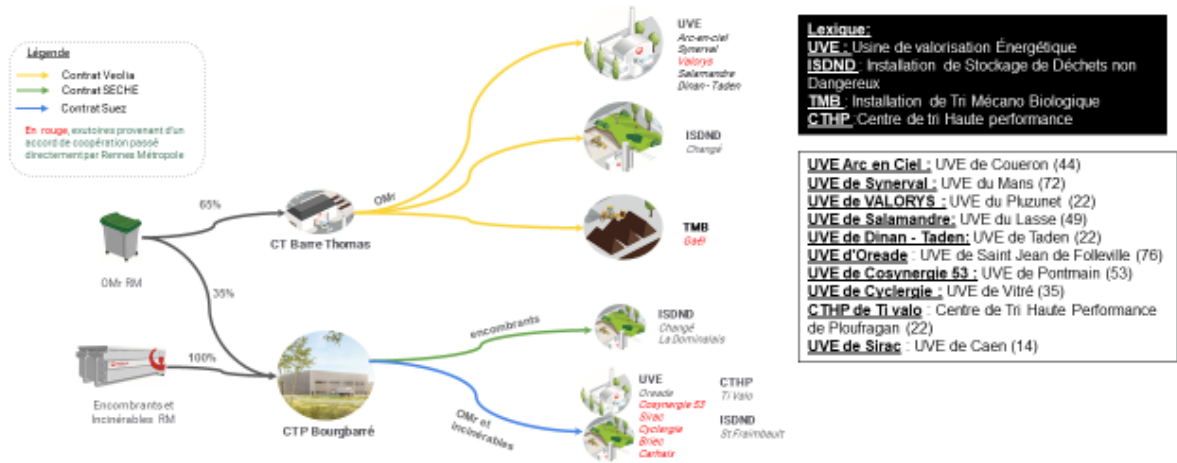 Légende
Contrat Veolia
Contrat SECHE
Contrat Suez
En rouge, exutoires provenant d'un
accord de coopération passé
directement par Rennes Métropole
OMr RM
65%
35%
Encombrants et
Incinérables RM
100%
CT Barre Thomas
CTP Bourgbarré
OMr
encombrants
OMr et
incinérables
UVE
Arc-en-ciel
Synerval
Valorys
Salamandre
Dinan - Taden
ISDND
Changé
TMB
Gaël
ISDND
Changé
La Dominalais
UVE
Oreade
Cosynergie 53
Sirac
Cyclergie
Briec
Carhaix
CTHP
Ti Valo
ISDND
St Fraimbault
Lexique:
UVE : Usine de valorisation Énergétique
ISDND : Installation de Stockage de Déchets non
Dangereux
TMB : Installation de Tri Mécano Biologique
CTHP :Centre de tri Haute performance
UVE Arc en Ciel : UVE de Coueron (44)
UVE de Synerval : UVE du Mans (72)
UVE de VALORYS : UVE du Pluzunet (22)
UVE de Salamandre: UVE du Lasse (49)
UVE de Dinan - Taden: UVE de Taden (22)
UVE d'Oreade : UVE de Saint Jean de Folleville (76)
UVE de Cosynergie 53 : UVE de Pontmain (53)
UVE de Cyclergie : UVE de Vitré (35)
CTHP de Ti valo : Centre de Tri Haute Performance
de Ploufragan (22)
UVE de Sirac : UVE de Caen (14)